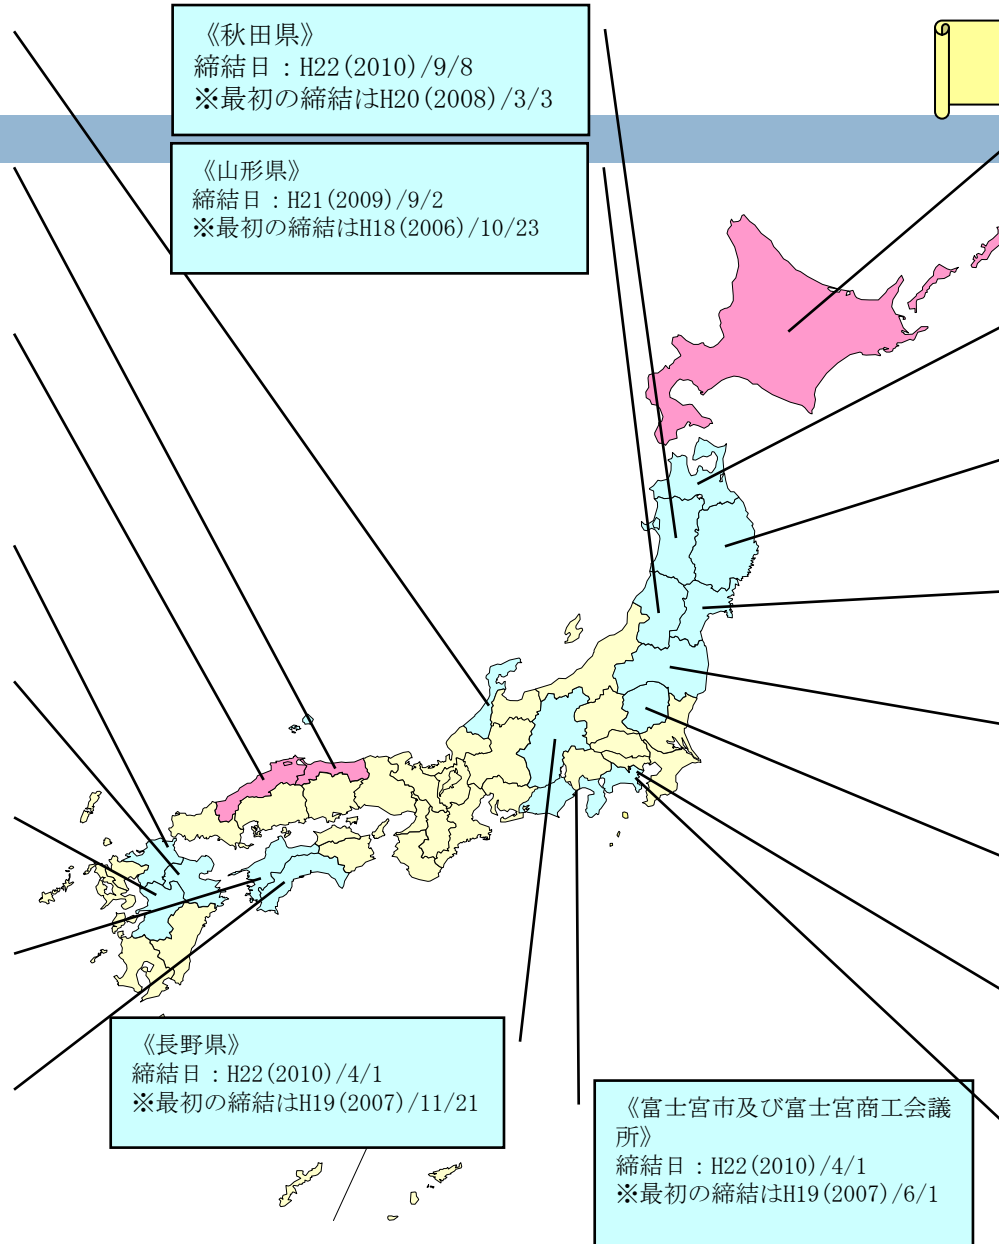 《秋田県》
締結日：H22(2010)/9/8
※最初の締結はH20(2008)/3/3
《山形県》
締結日：H21(2009)/9/2
※最初の締結はH18(2006)/10/23
《長野県》
締結日：H22(2010)/4/1
※最初の締結はH19(2007)/11/21
《富士宮市及び富士宮商工会議
所》
締結日：H22(2010)/4/1
※最初の締結はH19(2007)/6/1